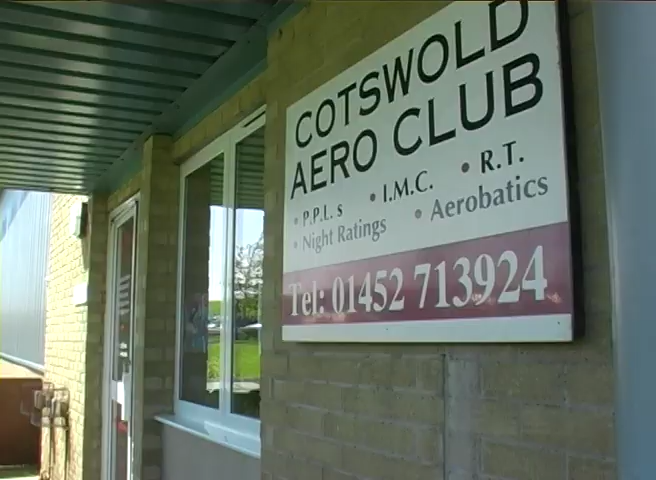 COTSWOLD
AERO CLUB
• P.P.L. s • I.M.C. • R.T.
• Night Ratings • Aerobatics
Tel: 01452 713924